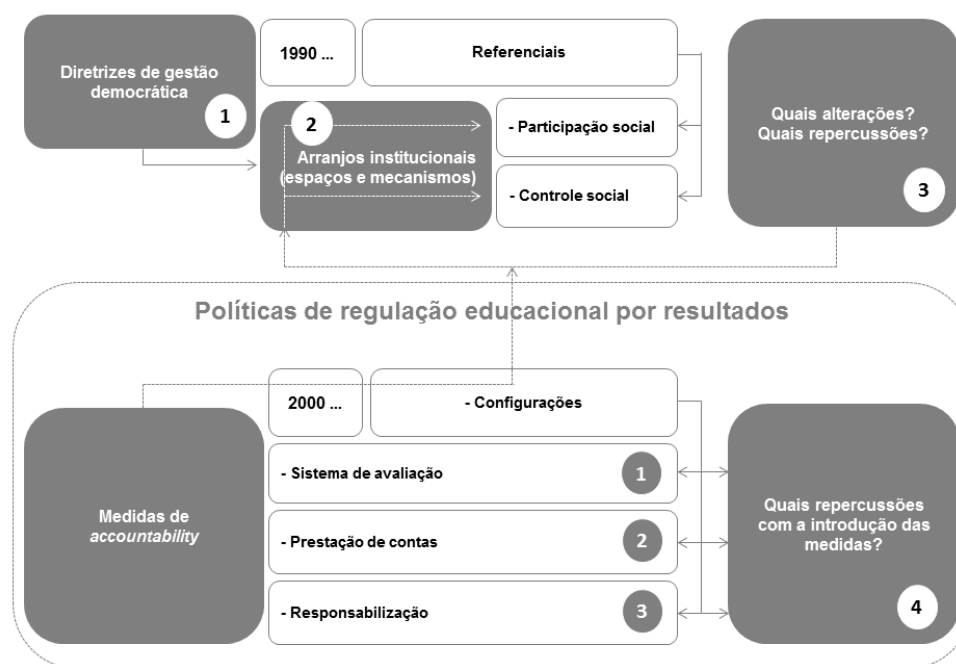 Diretrizes de gestão
democrática
1
1990 ...
Referenciais
2
Arranjos institucionais
(espaços e mecanismos)
- Participação social
- Controle social
Quais alterações?
Quais repercussões?
3
Políticas de regulação educacional por resultados
2000 ...
- Configurações
Medidas de
accountability
- Sistema de avaliação
1
- Prestação de contas
2
- Responsabilização
3
Quais repercussões
com a introdução das
medidas?
4